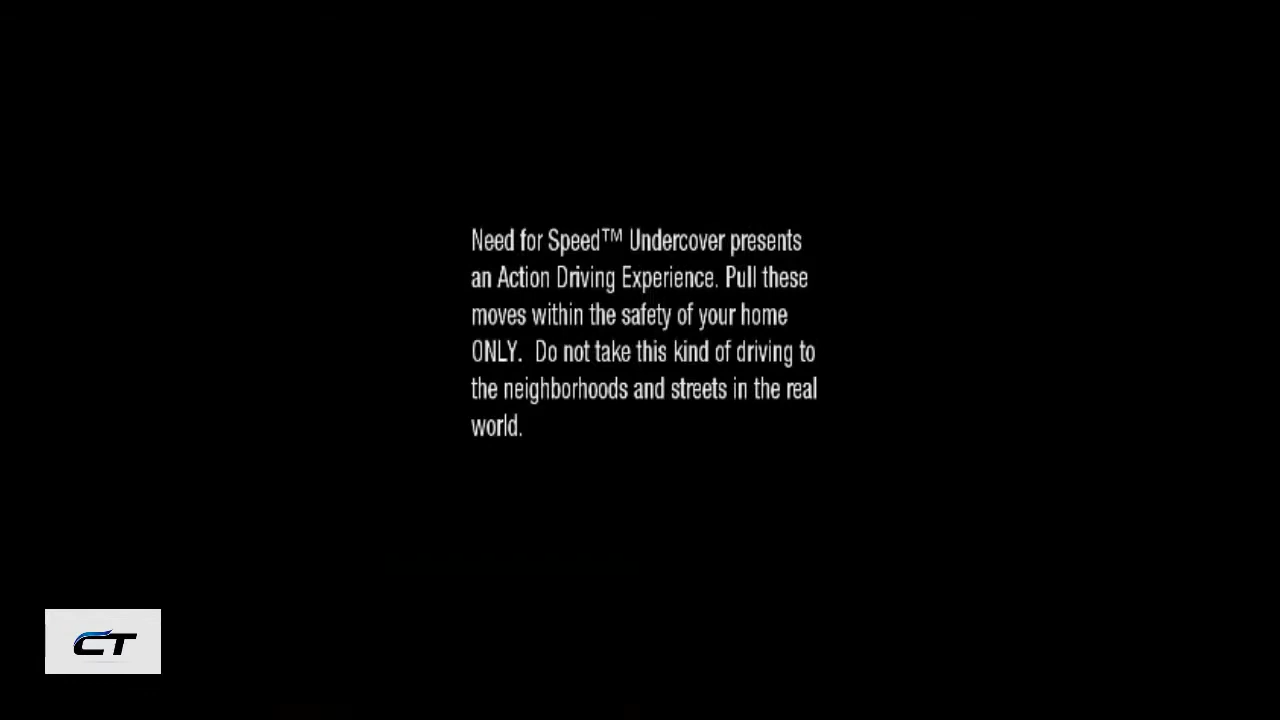 Need for Speed™ Undercover presents
an Action Driving Experience. Pull these
moves within the safety of your home
ONLY.  Do not take this kind of driving to
the neighborhoods and streets in the real
world.
CT